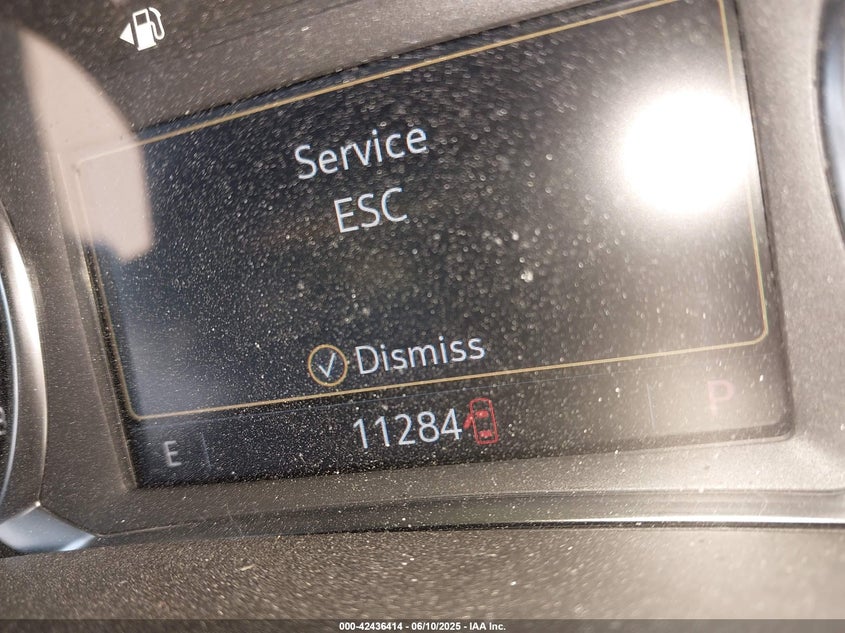 Service
ESC
Dismiss
E
11284
P
000-42436414 - 06/10/2025 - IAA Inc.